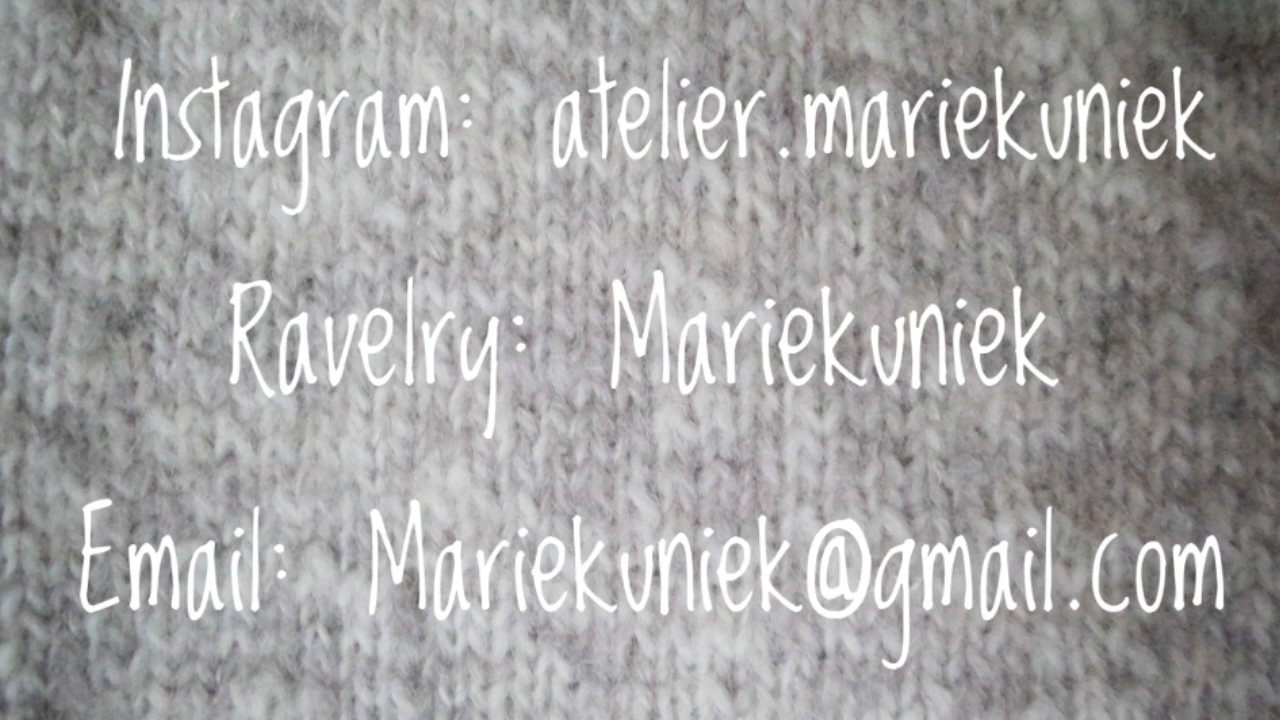 Instagram: atelier.mariekuniek
Ravelry: Mariekuniek
Email: Mariekuniek@gmail.com